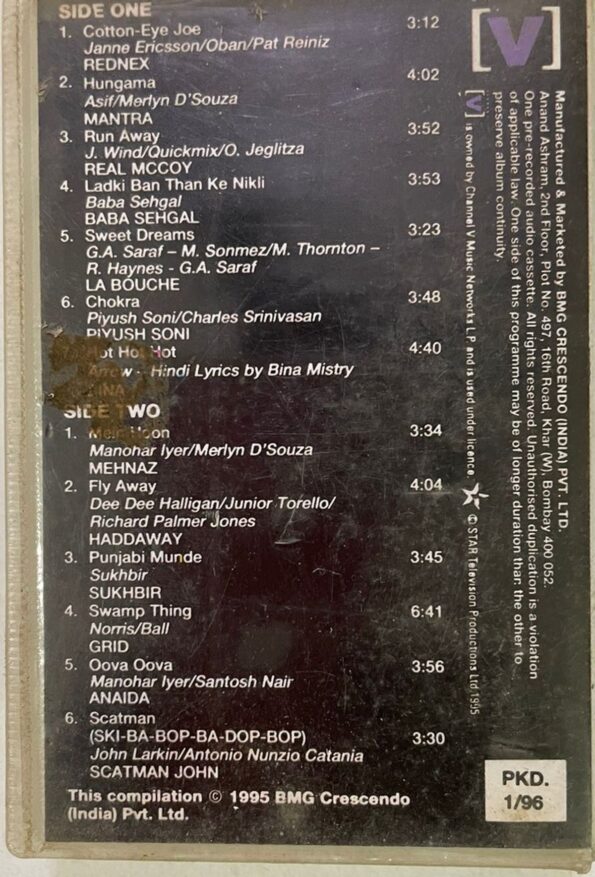 SIDE ONE
1. Cotton-Eye Joe 3:12
Janne Ericsson/Oban/Pat Reiniz
REDNEX
2. Hungama 4:02
Asif/Merlyn D'Souza
MANTRA
3. Run Away 3:52
J. Wind/Quickmix/O. Jeglitza
REAL MCCOY
4. Ladki Ban Than Ke Nikli 3:53
Baba Sehgal
BABA SEHGAL
5. Sweet Dreams 3:23
G.A. Saraf – M. Sonmez/M. Thornton –
R. Haynes - G.A. Saraf
LA BOUCHE
6. Chokra 3:48
Piyush Soni/Charles Srinivasan
PIYUSH SONI
7. Hot Hot Hot 4:40
Arrow - Hindi Lyrics by Bina Mistry
BINA
SIDE TWO
1. Mein Hoon 3:34
Manohar Iyer/Merlyn D'Souza
MEHNAZ
2. Fly Away 4:04
Dee Dee Halligan/Junior Torello/
Richard Palmer Jones
HADDAWAY
3. Punjabi Munde 3:45
Sukhbir
SUKHBIR
4. Swamp Thing 6:41
Norris/Ball
GRID
5. Oova Oova 3:56
Manohar Iyer/Santosh Nair
ANAIDA
6. Scatman
(SKI-BA-BOP-BA-DOP-BOP) 3:30
John Larkin/Antonio Nunzio Catania
SCATMAN JOHN
This compilation © 1995 BMG Crescendo
(India) Pvt. Ltd.
[V]
Manufactured & Marketed by BMG CRESCENDO (INDIA) PVT. LTD.
Anand Ashram, 2nd Floor, Plot No. 497, 16th Road, Khar (W), Bombay 400 052.
One pre-recorded audio cassette. All rights reserved. Unauthorised duplication is a violation
of applicable law. One side of this programme may be of longer duration than the other to
preserve album continuity.
[V] is owned by Channel V Music Networks L.P. and is used under licence © STAR Television Productions Ltd 1995
PKD.
1/96